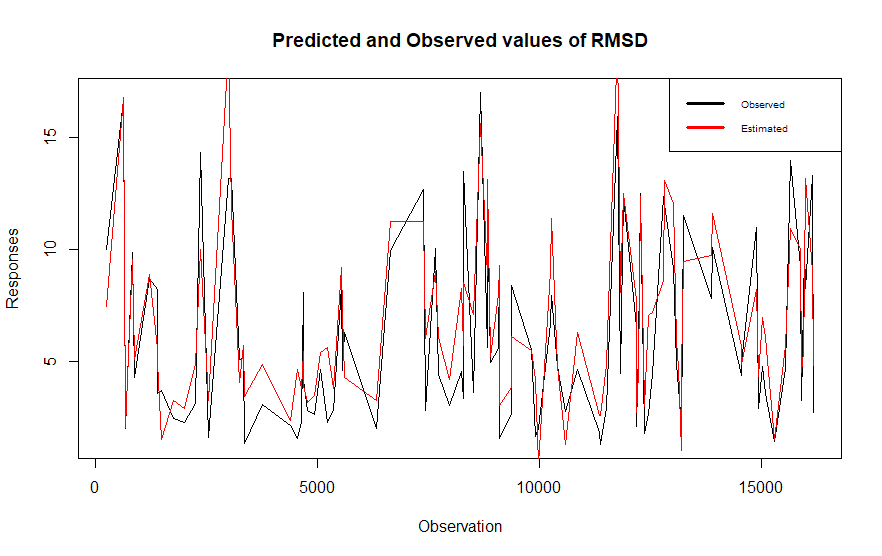 Predicted and Observed values of RMSD
Observed
Estimated
Responses
15
10
5
0 5000 10000 15000
Observation